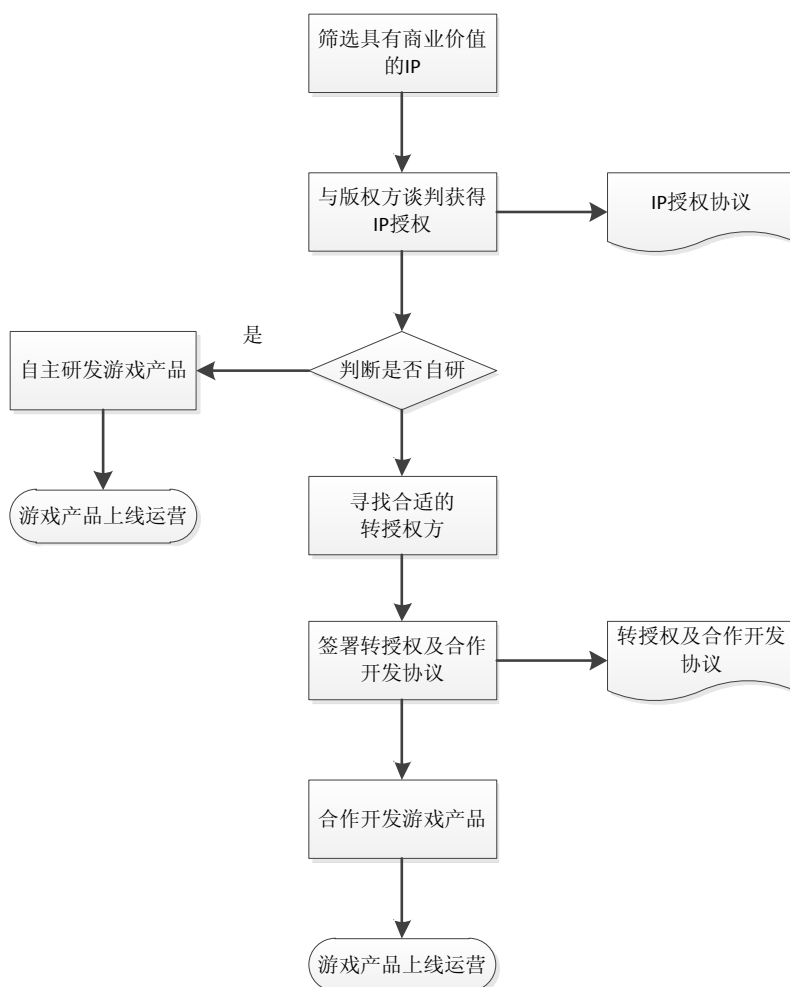 筛选具有商业价值
的IP
与版权方谈判获得
IP授权
IP授权协议
是
自主研发游戏产品
判断是否自研
游戏产品上线运营
寻找合适的
转授权方
签署转授权及合作
开发协议
转授权及合作开发
协议
合作开发游戏产品
游戏产品上线运营